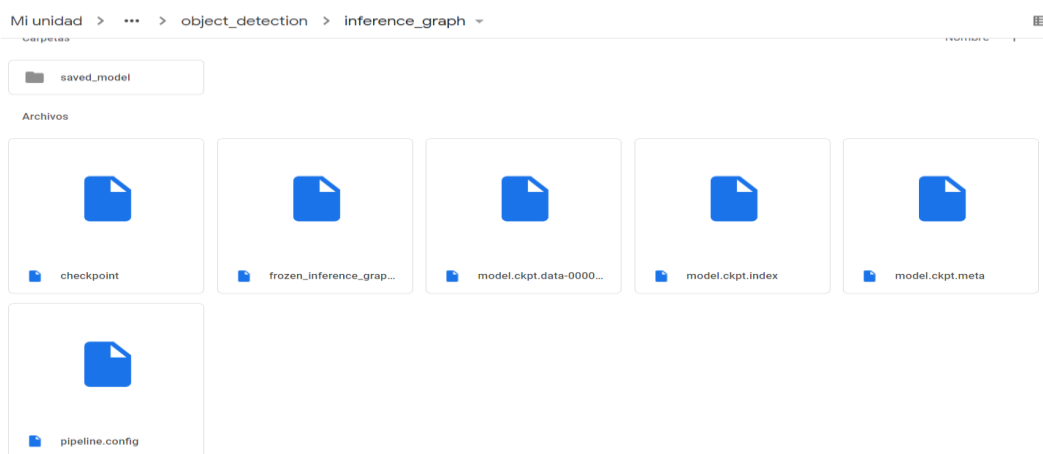 Mi unidad > ••• > object_detection > inference_graph
Carpetas Nombre
saved_model
Archivos
checkpoint frozen_inference_grap... model.ckpt.data-0000... model.ckpt.index model.ckpt.meta
pipeline.config